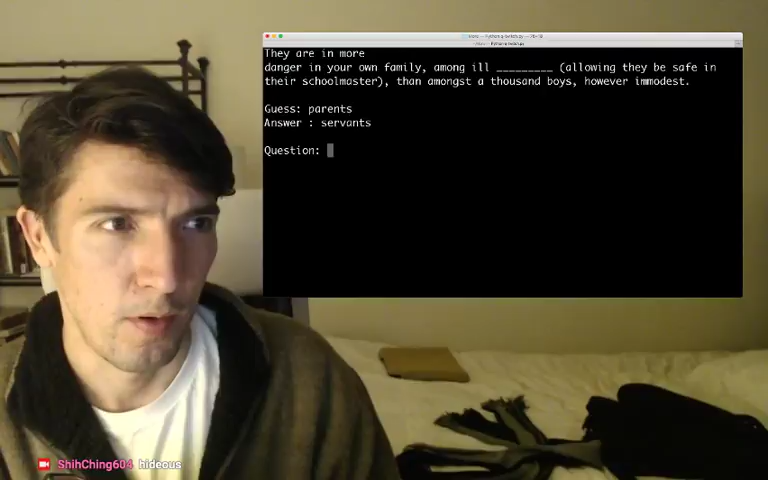 They are in more
danger in your own family, among ill _________ (allowing they be safe in
their schoolmaster), than amongst a thousand boys, however immodest.
Guess: parents
Answer : servants
Question:
ShihChing604 hideous